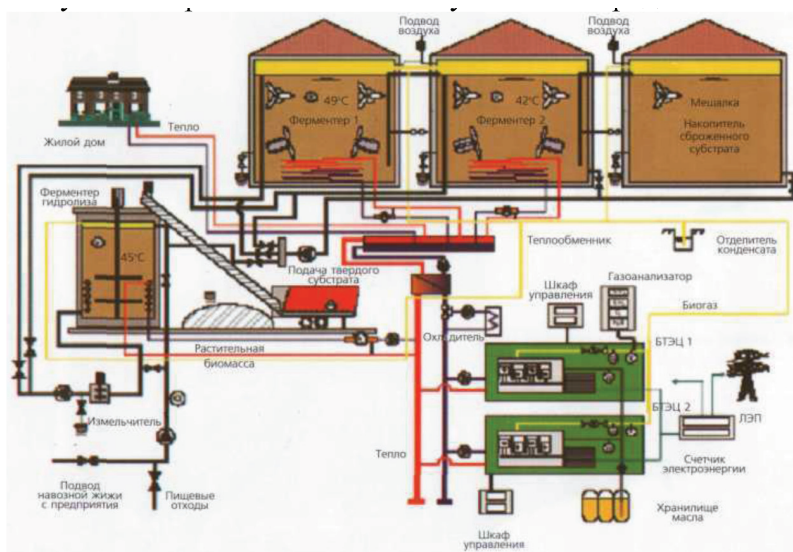 Подвод
воздуха
Подвод
воздуха
49°C
Ферментер 1
42°C
Ферментер 2
Мешалка
Накопитель
сброженного
субстрата
Тепло
Жилой дом
Ферментер
гидролиза
45°C
Подача твердого
субстрата
Теплообменник
Отделитель
конденсата
Шкаф
управления
Газоанализатор
Биогаз
Охладитель
Растительная
биомасса
БТЭЦ 1
БТЭЦ 2
ЛЭП
Измельчитель
Тепло
Счетчик
электроэнергии
Подвод
навозной жижи
с предприятия
Пищевые
отходы
Хранилище
масла
Шкаф
управления